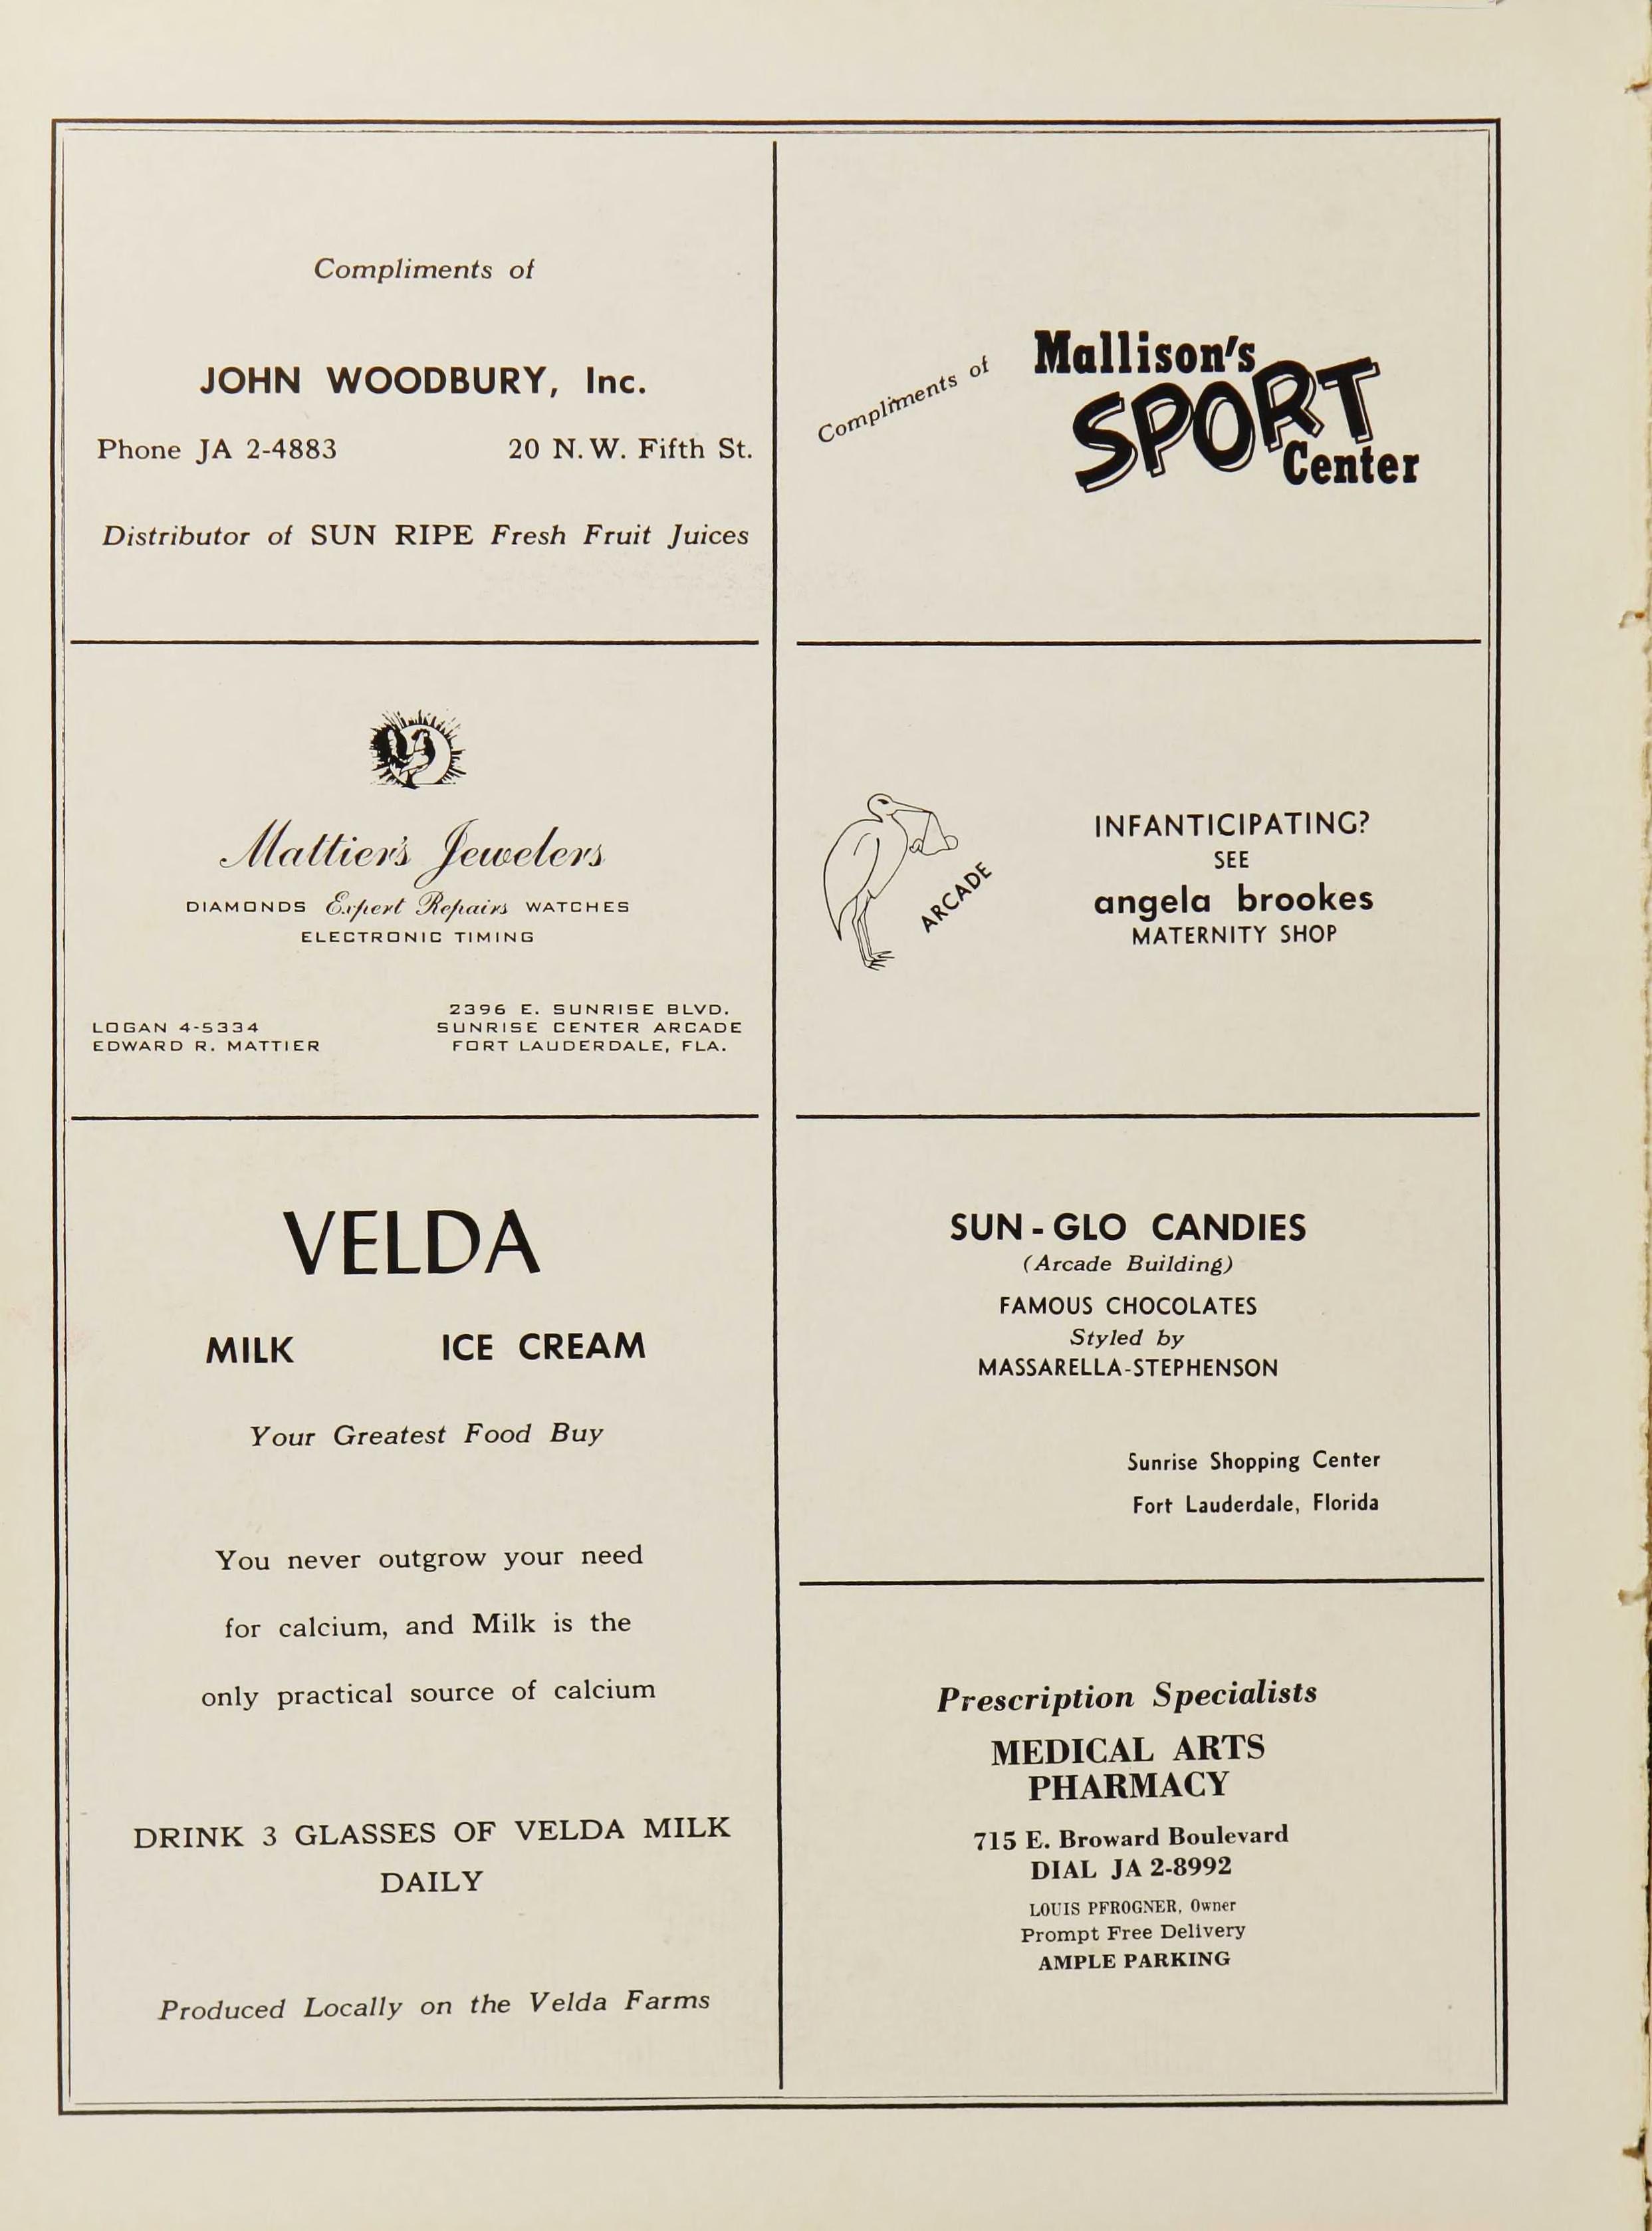 Compliments of
JOHN WOODBURY, Inc.
Phone JA 2-4883 20 N. W. Fifth St.
Distributor of SUN RIPE Fresh Fruit Juices
Compliments of
Mallison's
SPORT
Center
Mattier's Jewelers
DIAMONDS Expert Repairs WATCHES
ELECTRONIC TIMING
LOGAN 4-5334
EDWARD R. MATTIER
2396 E. SUNRISE BLVD.
SUNRISE CENTER ARCADE
FORT LAUDERDALE, FLA.
ARCADE
INFANTICIPATING?
SEE
angela brookes
MATERNITY SHOP
VELDA
MILK ICE CREAM
Your Greatest Food Buy
You never outgrow your need
for calcium, and Milk is the
only practical source of calcium
DRINK 3 GLASSES OF VELDA MILK
DAILY
Produced Locally on the Velda Farms
SUN-GLO CANDIES
(Arcade Building)
FAMOUS CHOCOLATES
Styled by
MASSARELLA-STEPHENSON
Sunrise Shopping Center
Fort Lauderdale, Florida
Prescription Specialists
MEDICAL ARTS
PHARMACY
715 E. Broward Boulevard
DIAL JA 2-8992
LOUIS PFROGNER, Owner
Prompt Free Delivery
AMPLE PARKING